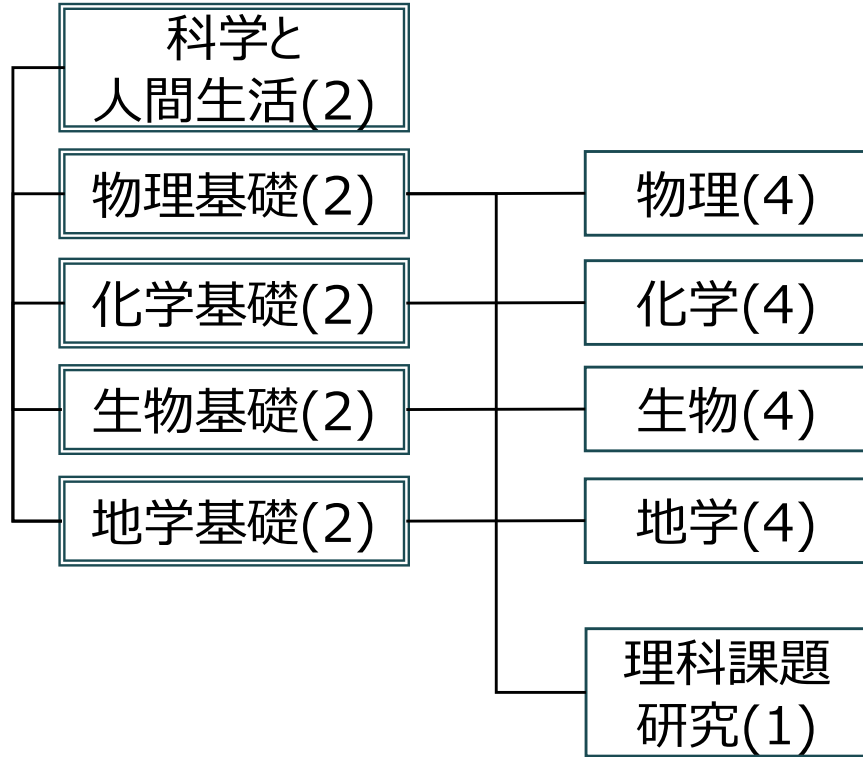 科学と
人間生活(2)
物理基礎(2)
物理(4)
化学基礎(2)
化学(4)
生物基礎(2)
生物(4)
地学基礎(2)
地学(4)
理科課題
研究(1)